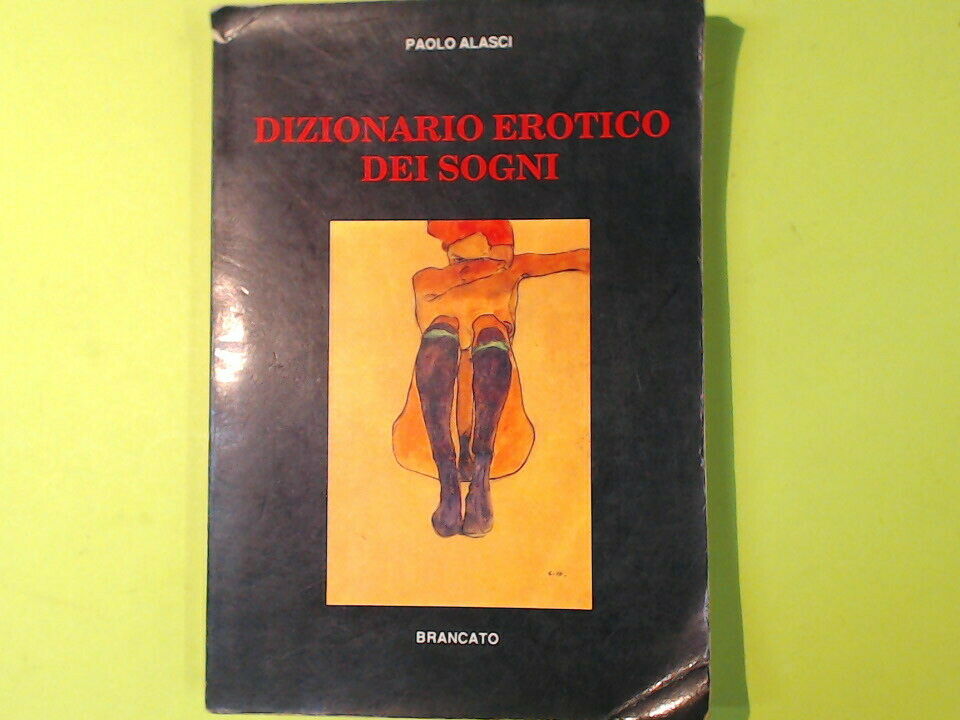 PAOLO ALASCI
DIZIONARIO EROTICO
DEI SOGNI
BRANCATO